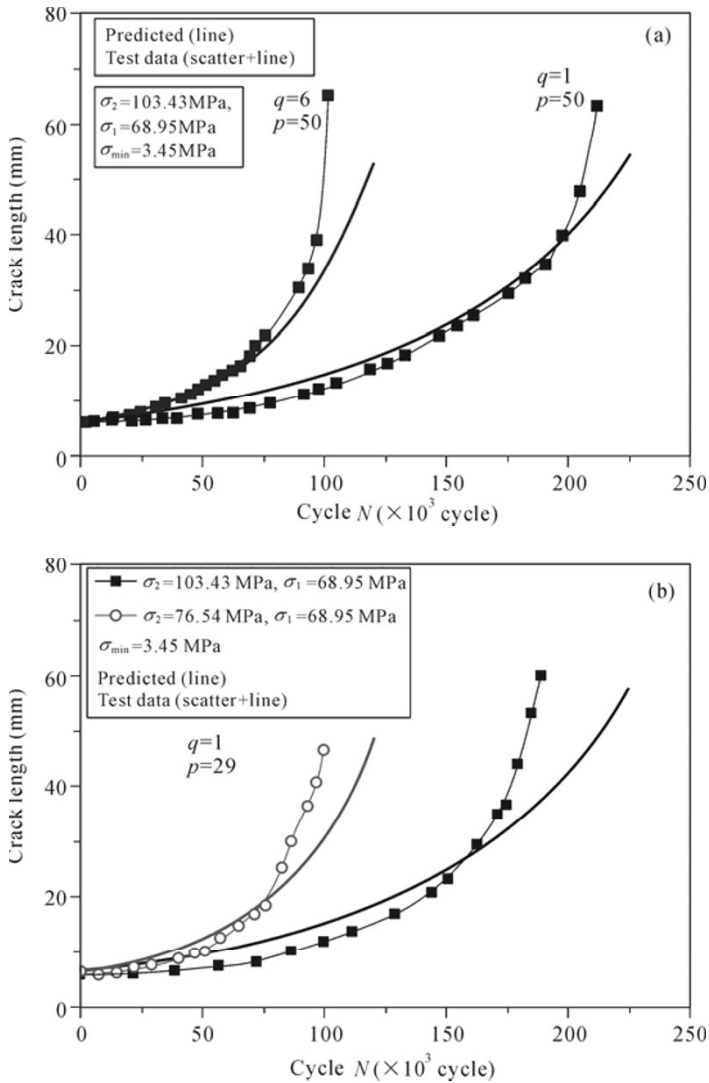 80
60
40
20
0
Crack length (mm)
Predicted (line)
Test data (scatter+line)
σ₂=103.43MPa,
σ₁=68.95MPa
σmin=3.45MPa
q=6
p=50
q=1
p=50
(a)
0
50
100
150
200
250
Cycle N (×10³ cycle)
80
60
40
20
0
Crack length (mm)
σ₂=103.43 MPa, σ₁=68.95 MPa
σ₂=76.54 MPa, σ₁=68.95 MPa
σmin=3.45 MPa
Predicted (line)
Test data (scatter+line)
q=1
p=29
(b)
0
50
100
150
200
250
Cycle N (×10³ cycle)